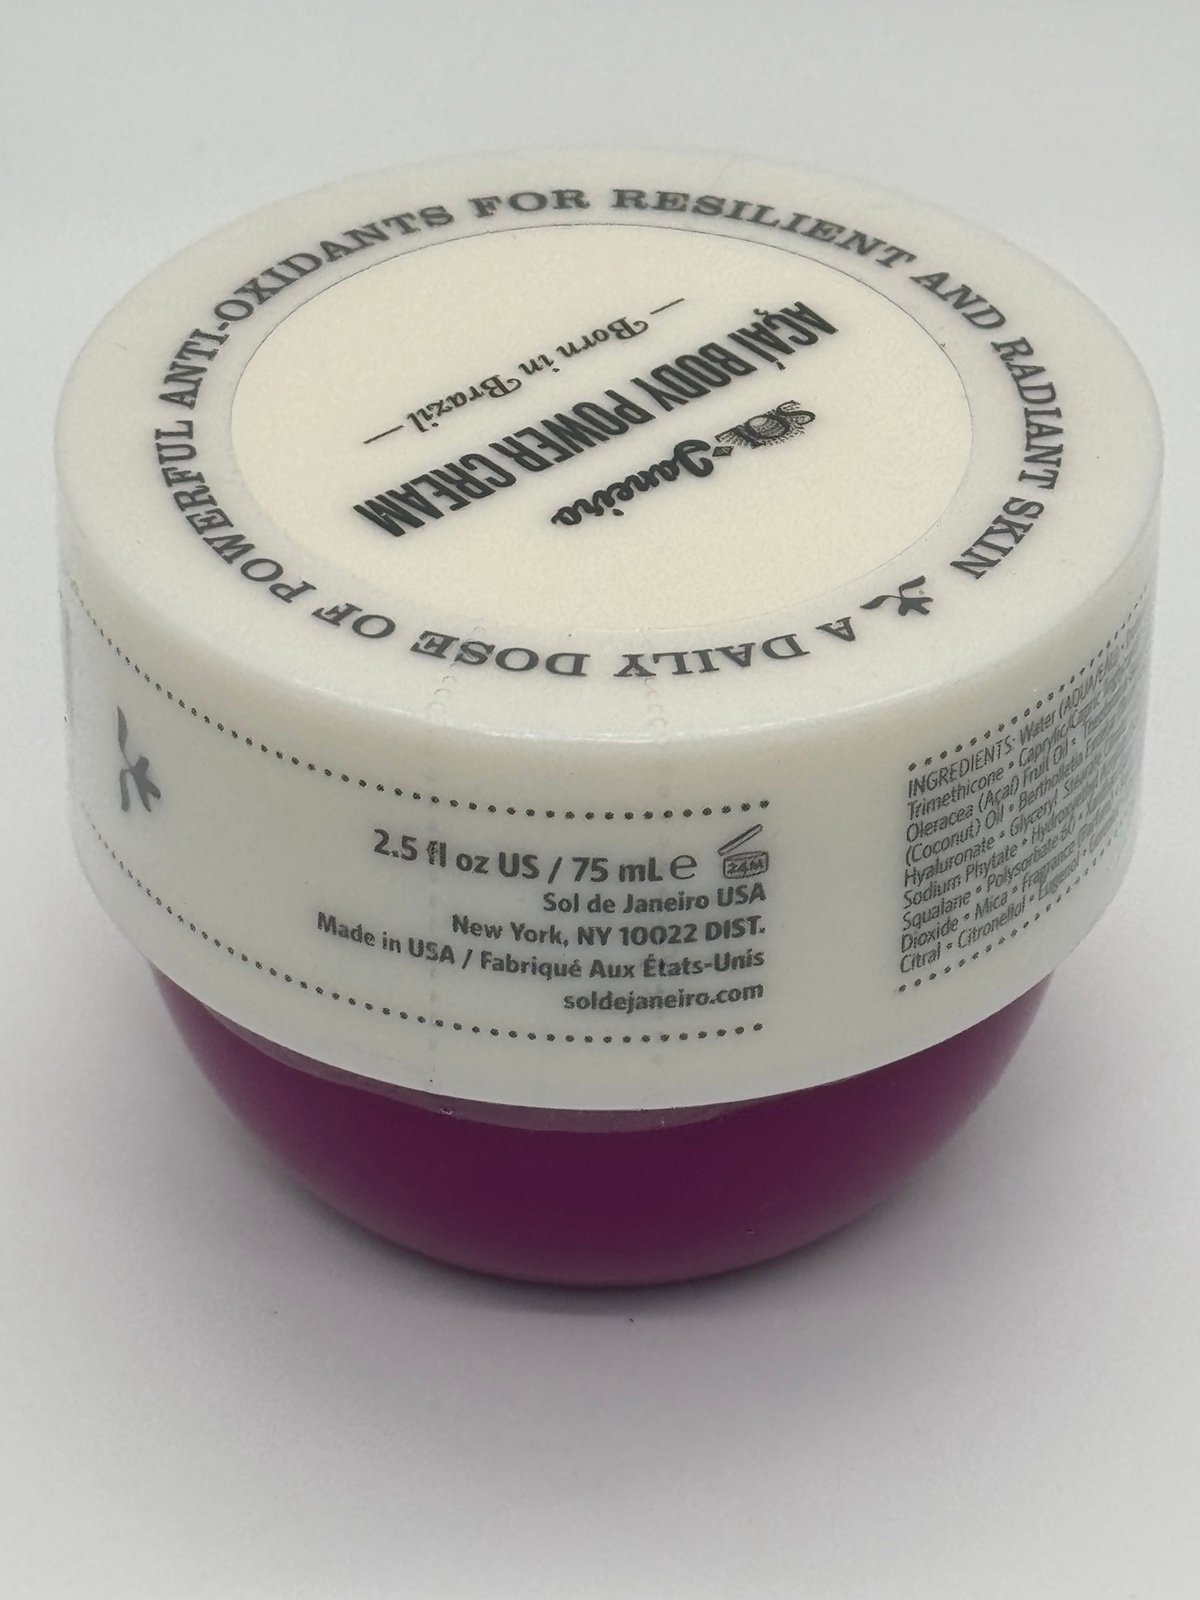 A DAILY DOSE OF POWERFUL ANTI-OXIDANTS FOR RESILIENT AND RADIANT SKIN
SOL de Janeiro
AÇAÍ BODY POWER CREAM
— Born in Brazil —
2.5 fl oz US / 75 mL ℮ 24M
Sol de Janeiro USA
New York, NY 10022 DIST.
Made in USA / Fabriqué Aux États-Unis
soldejaneiro.com
INGREDIENTS: Water (AQUA/EAU) •
Trimethicone • Caprylic/Capric
Oleracea (Açaí) Fruit Oil •
(Coconut) Oil • Bertholletia Excelsa
Hyaluronate • Glyceryl Stearate
Sodium Phytate •
Squalane • Polysorbate 60 •
Dioxide • Mica • Fragrance
Citral • Citronellol • Eugenol •